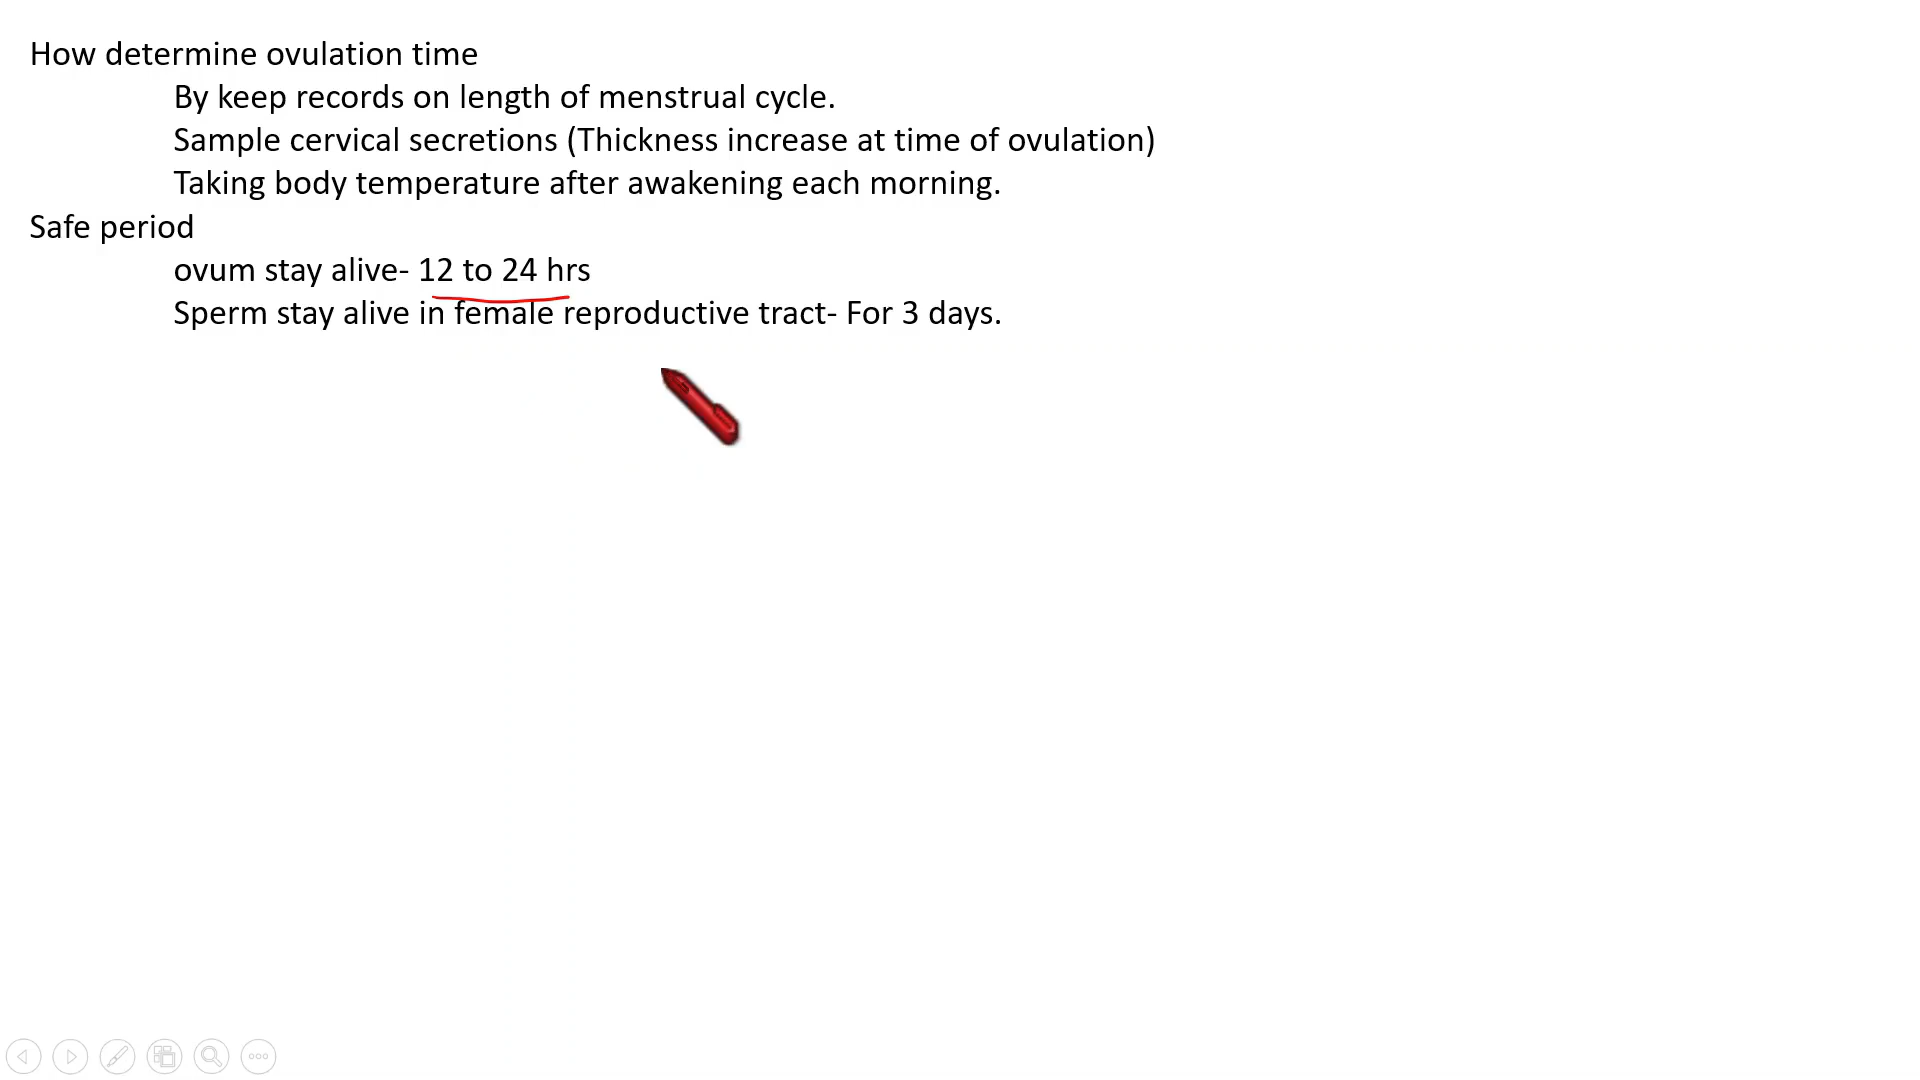 How determine ovulation time
By keep records on length of menstrual cycle.
Sample cervical secretions (Thickness increase at time of ovulation)
Taking body temperature after awakening each morning.
Safe period
ovum stay alive- 12 to 24 hrs
Sperm stay alive in female reproductive tract- For 3 days.